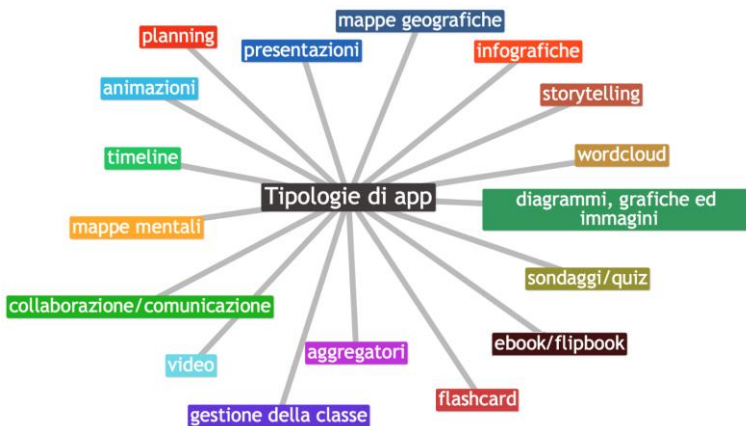 mappe geografiche
planning
presentazioni
infografiche
animazioni
storytelling
timeline
wordcloud
Tipologie di app
diagrammi, grafiche ed
immagini
mappe mentali
sondaggi/quiz
collaborazione/comunicazione
ebook/flipbook
aggregatori
video
flashcard
gestione della classe